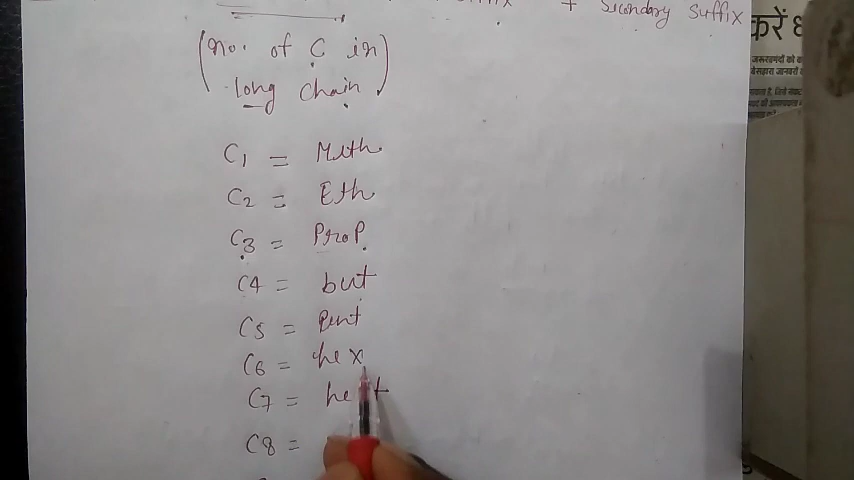 + Secondary Suffix
(no. of C in
long chain)
C1 = Meth
C2 = Eth
C3 = Prop
C4 = but
C5 = Pent
C6 = hex
C7 =
C8 =
करें